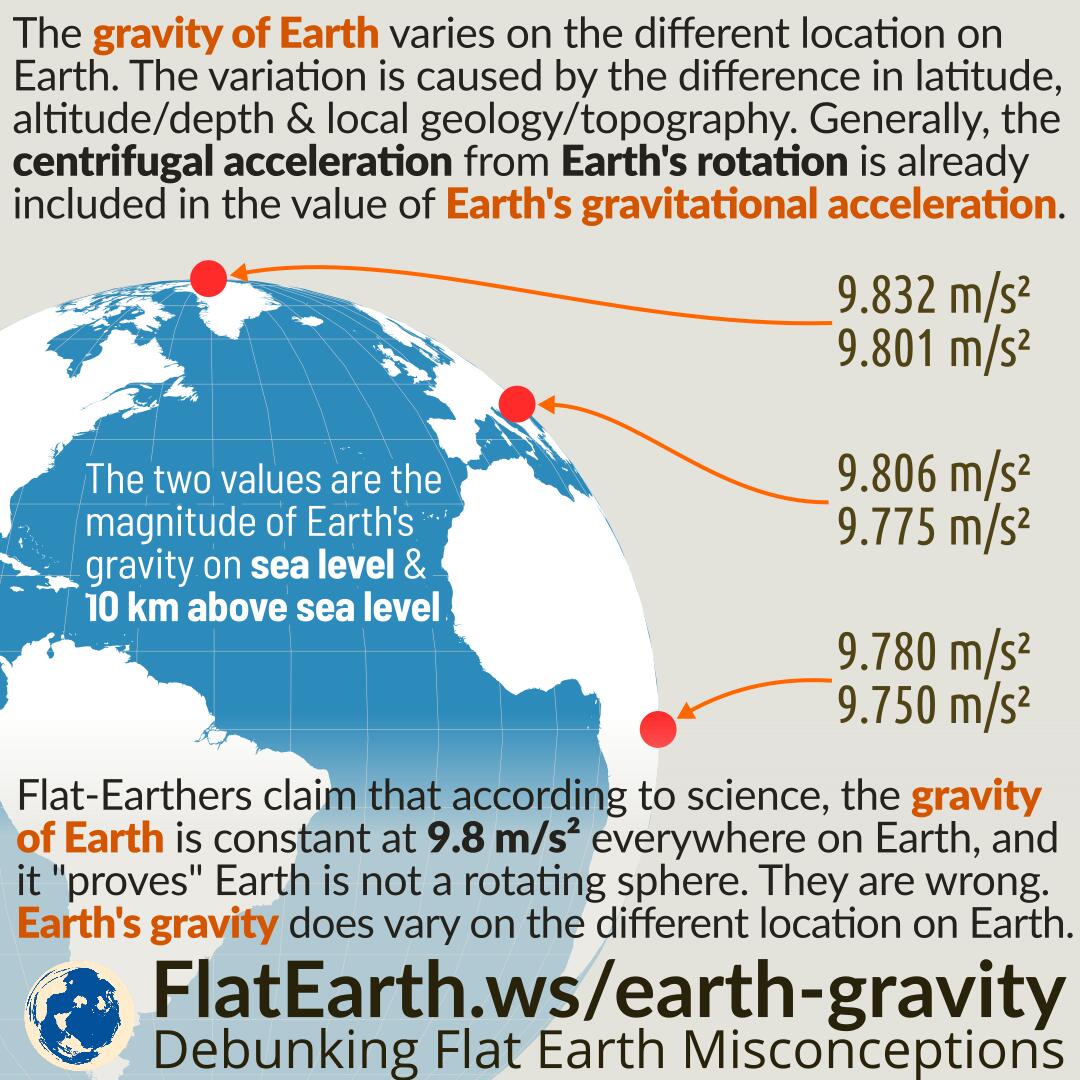 The gravity of Earth varies on the different location on
Earth. The variation is caused by the difference in latitude,
altitude/depth & local geology/topography. Generally, the
centrifugal acceleration from Earth's rotation is already
included in the value of Earth's gravitational acceleration.
9.832 m/s²
9.801 m/s²
9.806 m/s²
9.775 m/s²
The two values are the
magnitude of Earth's
gravity on sea level &
10 km above sea level
9.780 m/s²
9.750 m/s²
Flat-Earthers claim that according to science, the gravity
of Earth is constant at 9.8 m/s² everywhere on Earth, and
it "proves" Earth is not a rotating sphere. They are wrong.
Earth's gravity does vary on the different location on Earth.
FlatEarth.ws/earth-gravity
Debunking Flat Earth Misconceptions